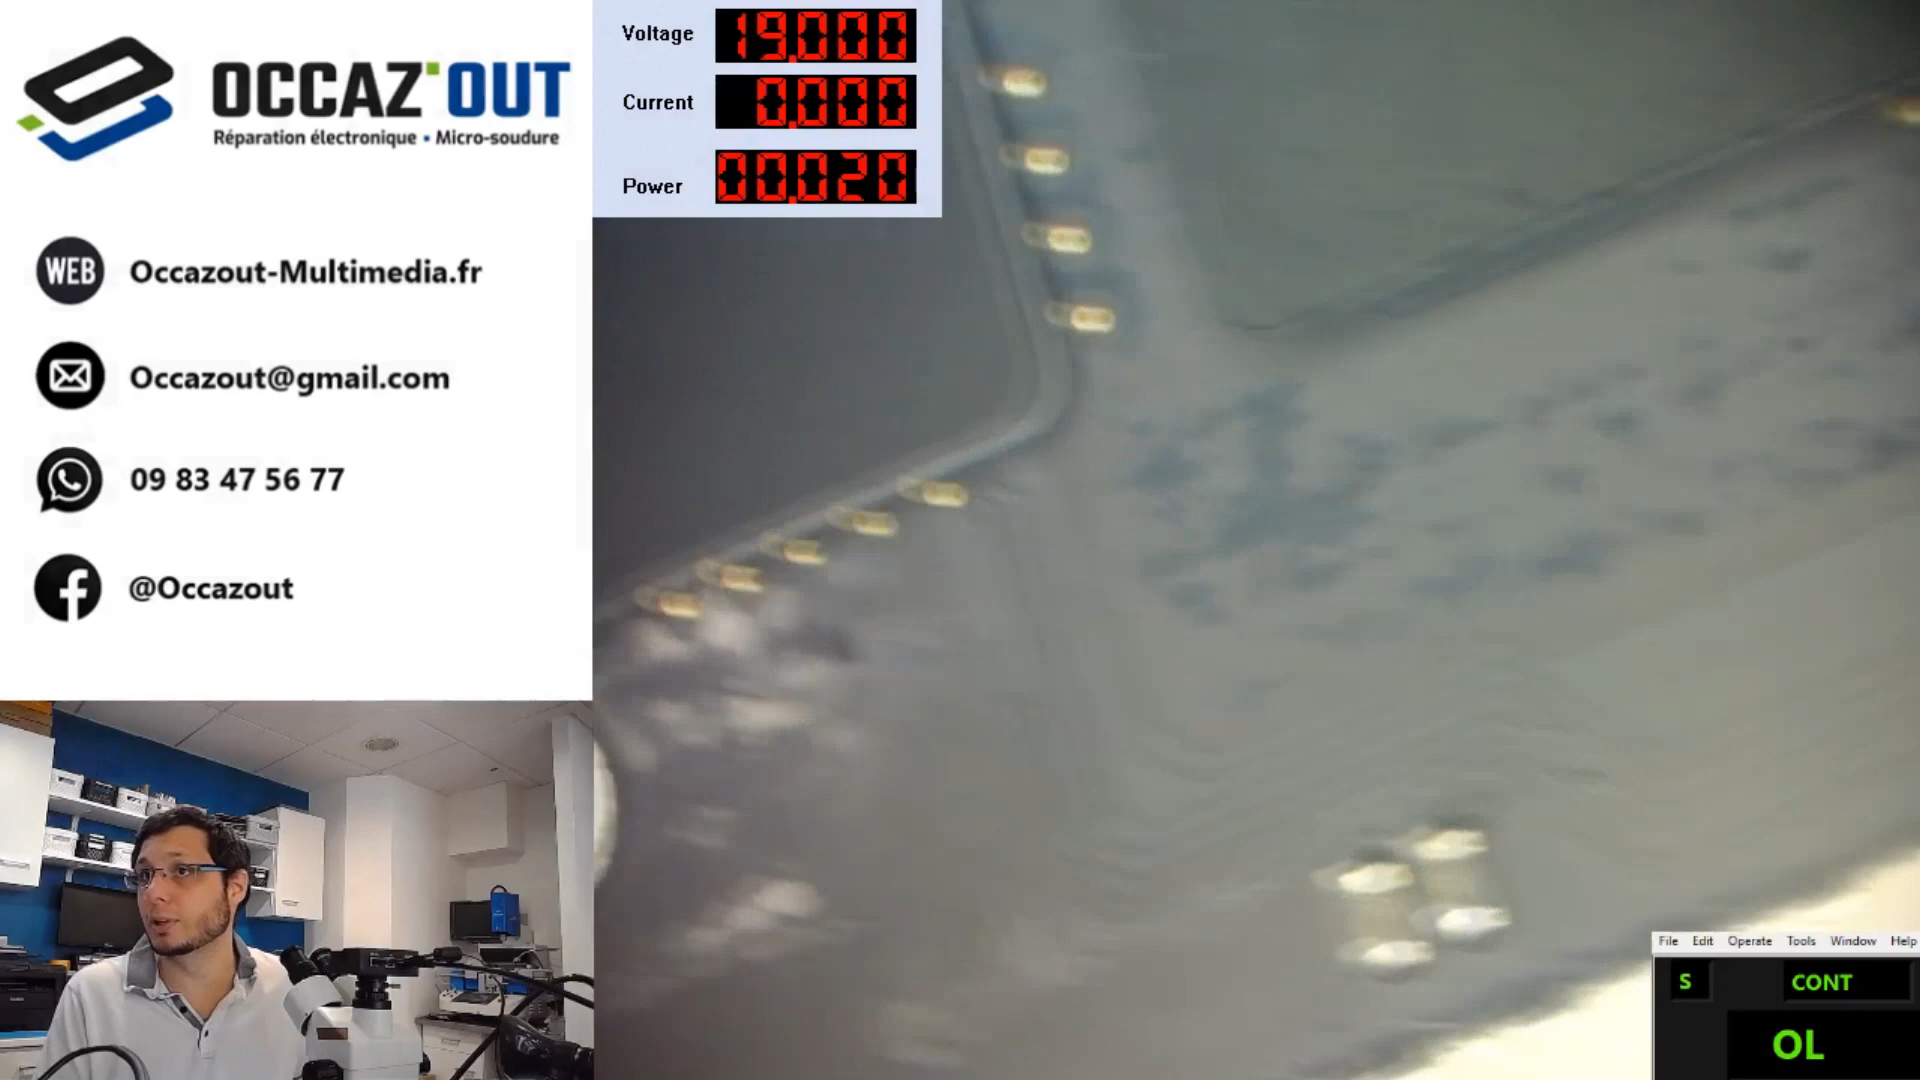 OCCAZ'OUT
Réparation électronique • Micro-soudure
WEB Occazout-Multimedia.fr
Occazout@gmail.com
09 83 47 56 77
@Occazout
Voltage 19.000
Current 0.000
Power 00.020
File Edit Operate Tools Window Help
S CONT
OL